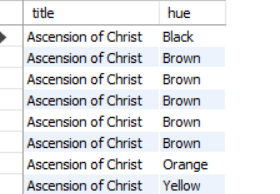 title hue
Ascension of Christ Black
Ascension of Christ Brown
Ascension of Christ Brown
Ascension of Christ Brown
Ascension of Christ Brown
Ascension of Christ Brown
Ascension of Christ Orange
Ascension of Christ Yellow